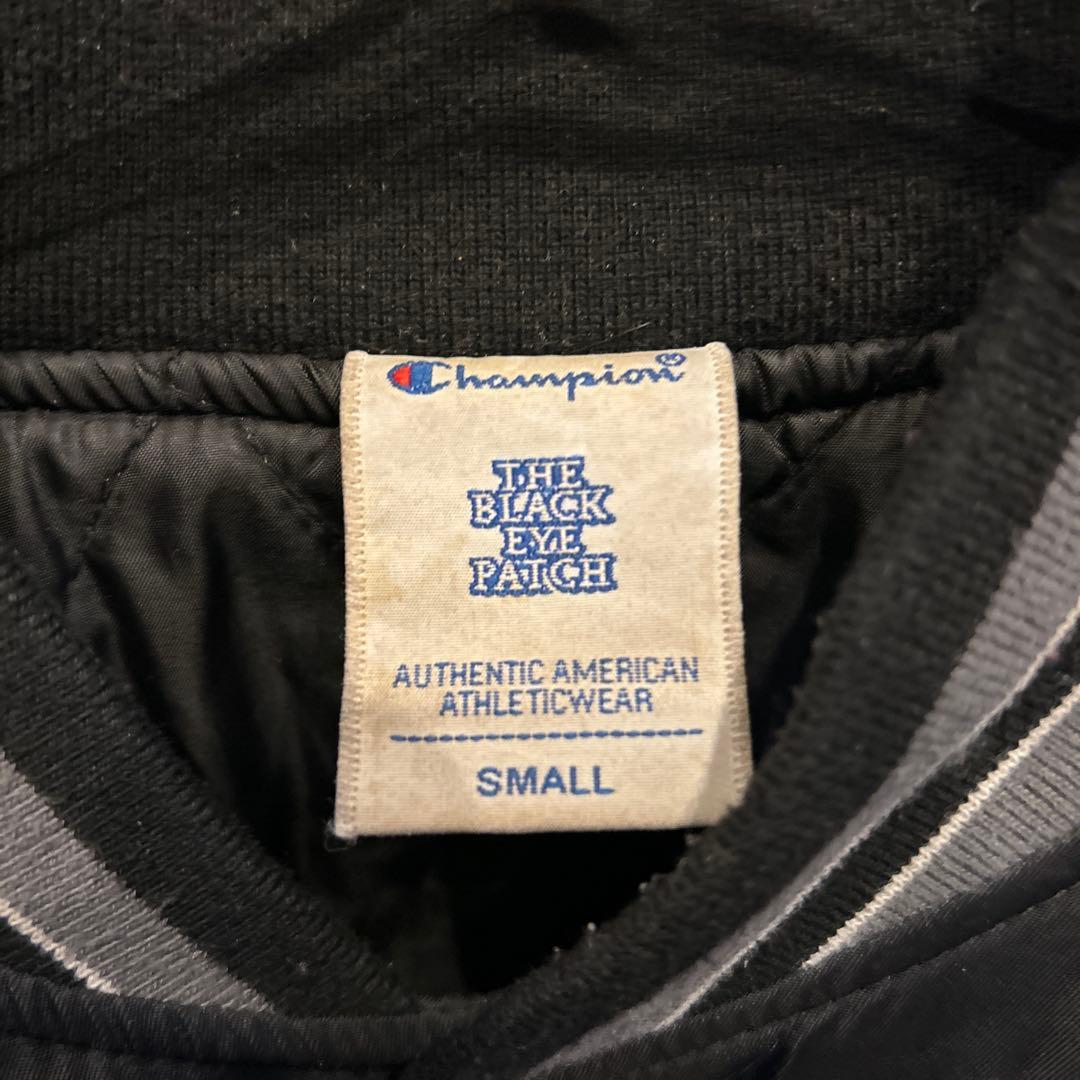 Champion®
THE
BLACK
EYE
PATCH
AUTHENTIC AMERICAN
ATHLETICWEAR
SMALL